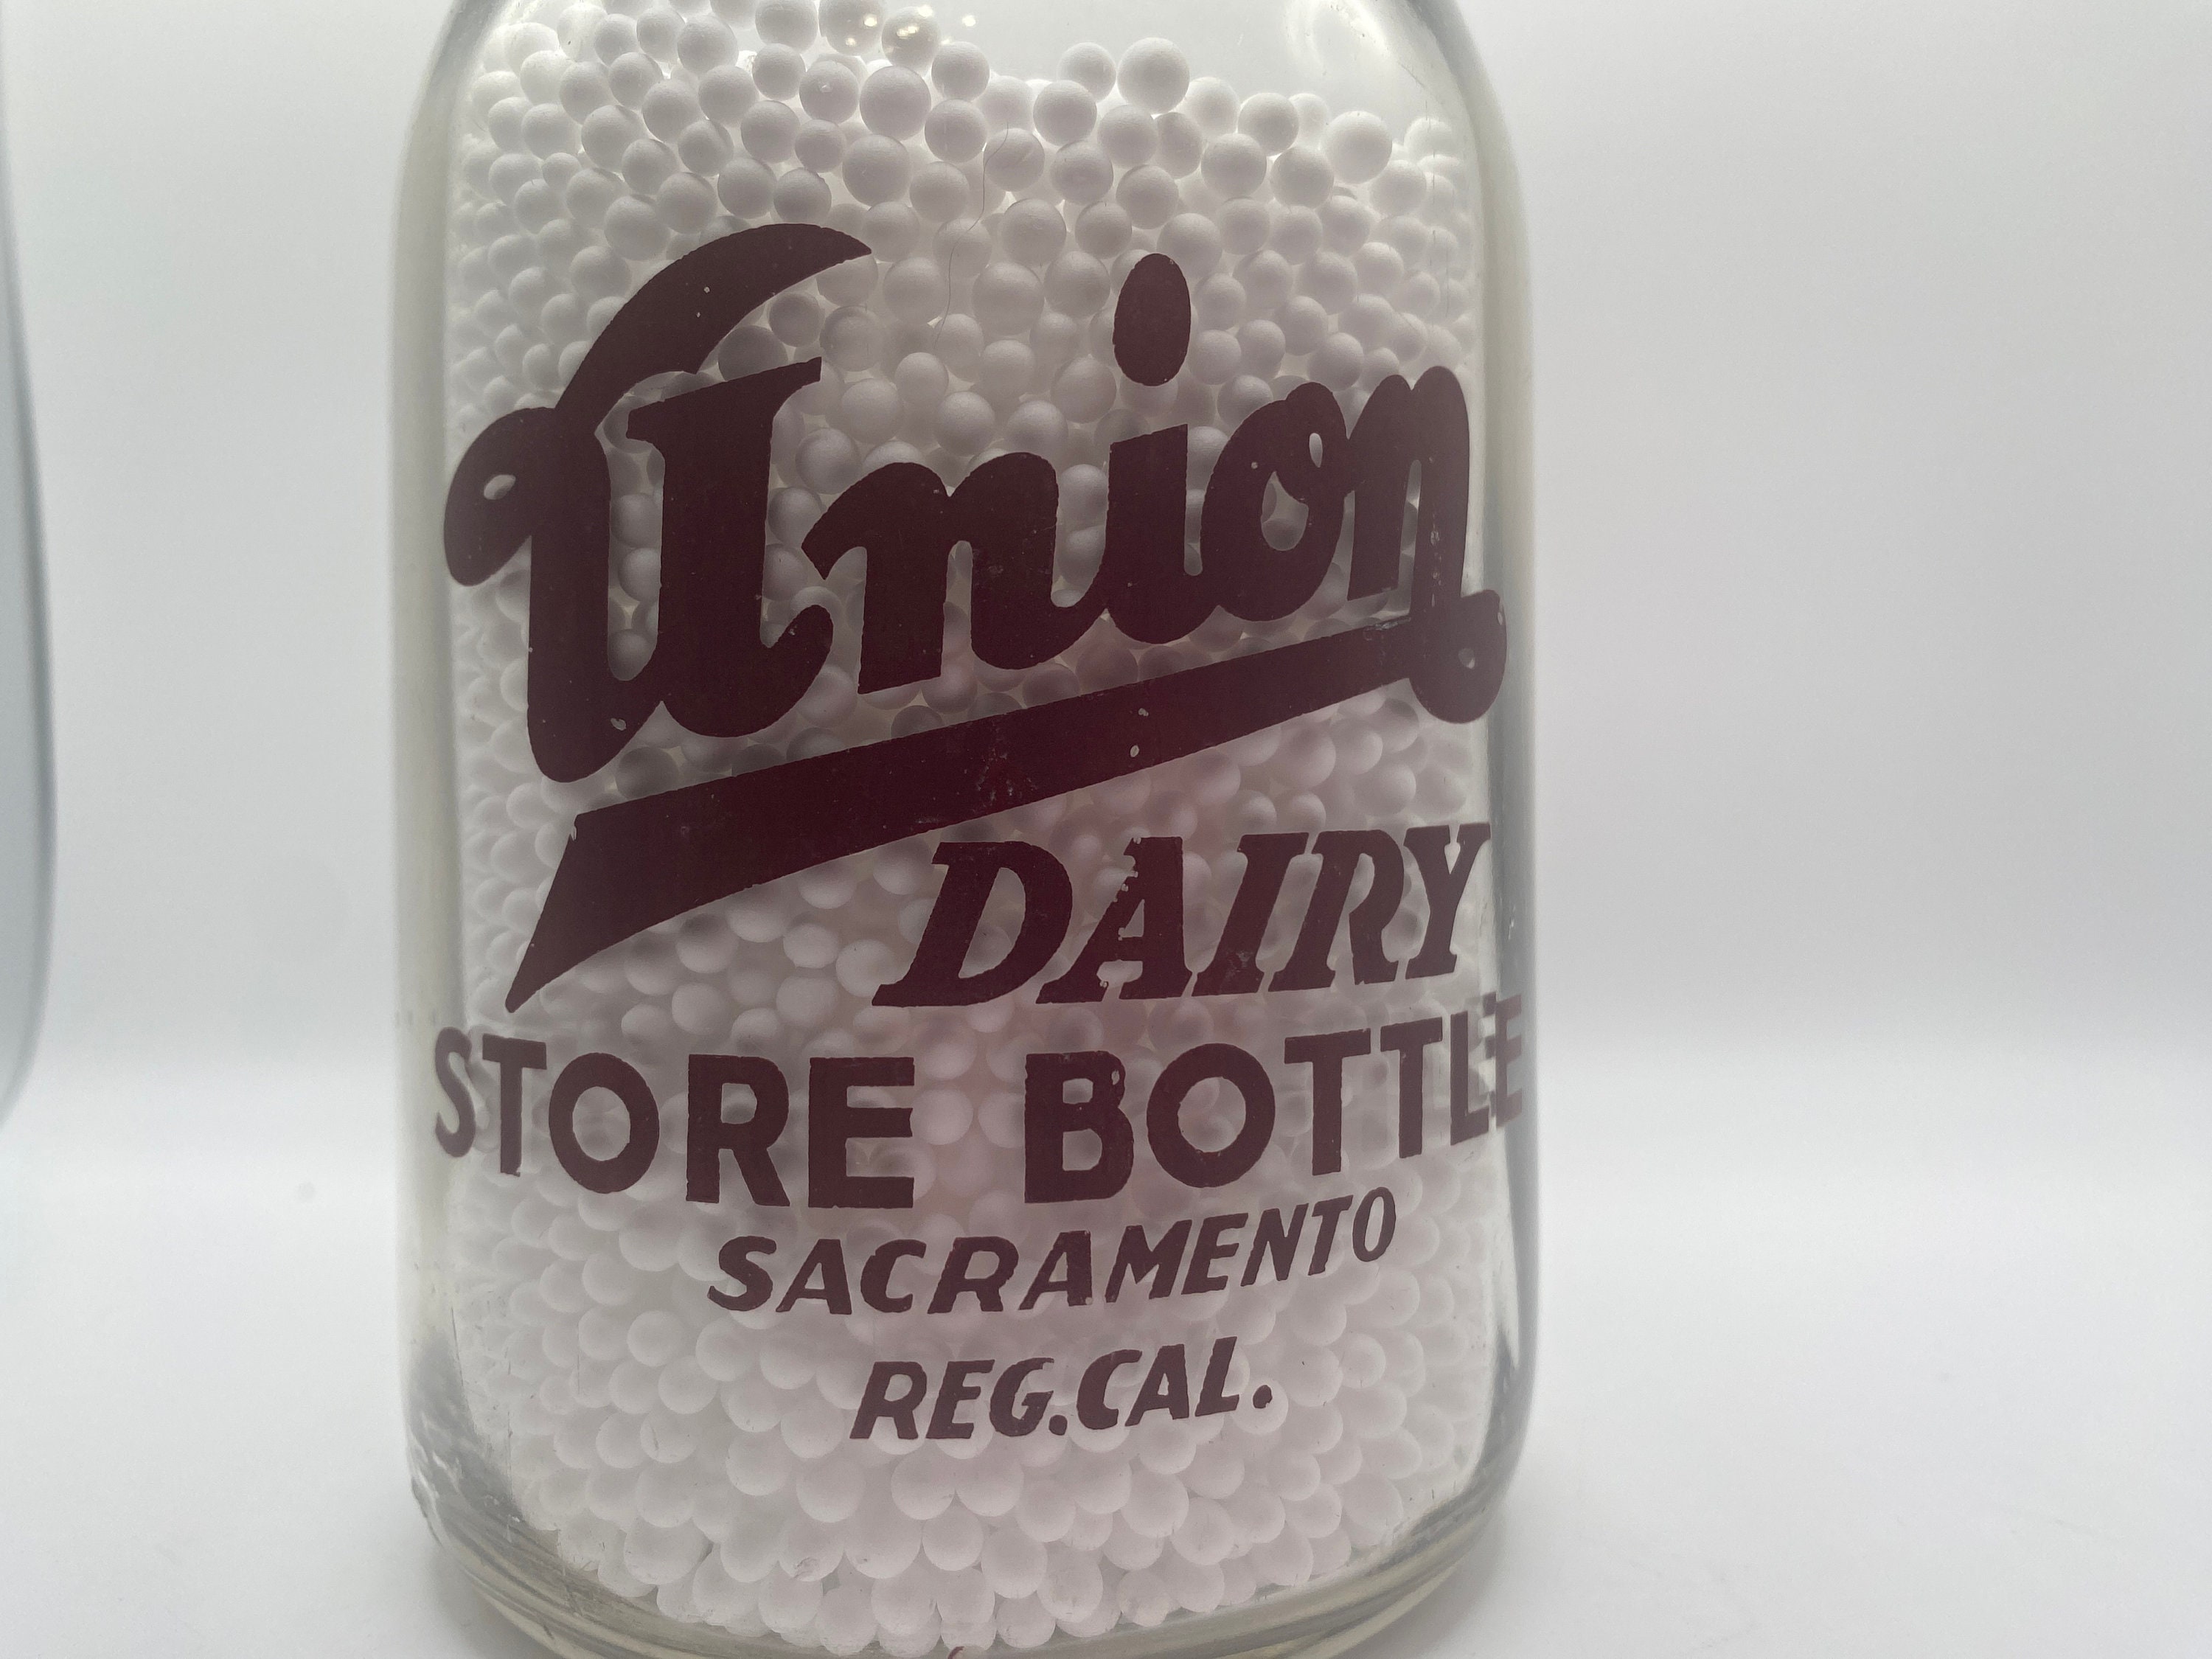 Union
DAIRY
STORE BOTTLE
SACRAMENTO
REG.CAL.